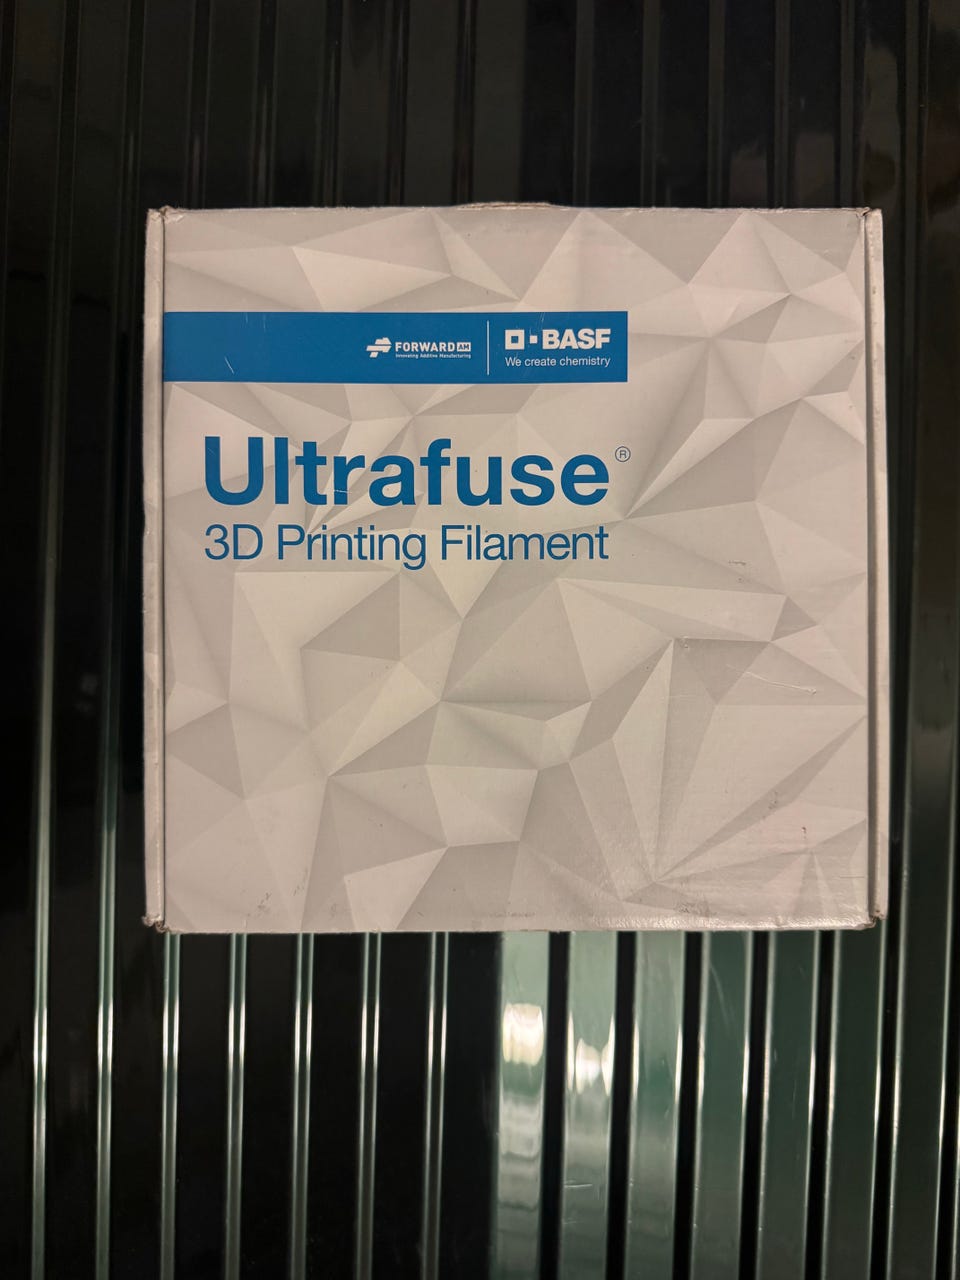 FORWARD AM
Innovating Additive Manufacturing
BASF
We create chemistry
Ultrafuse®
3D Printing Filament